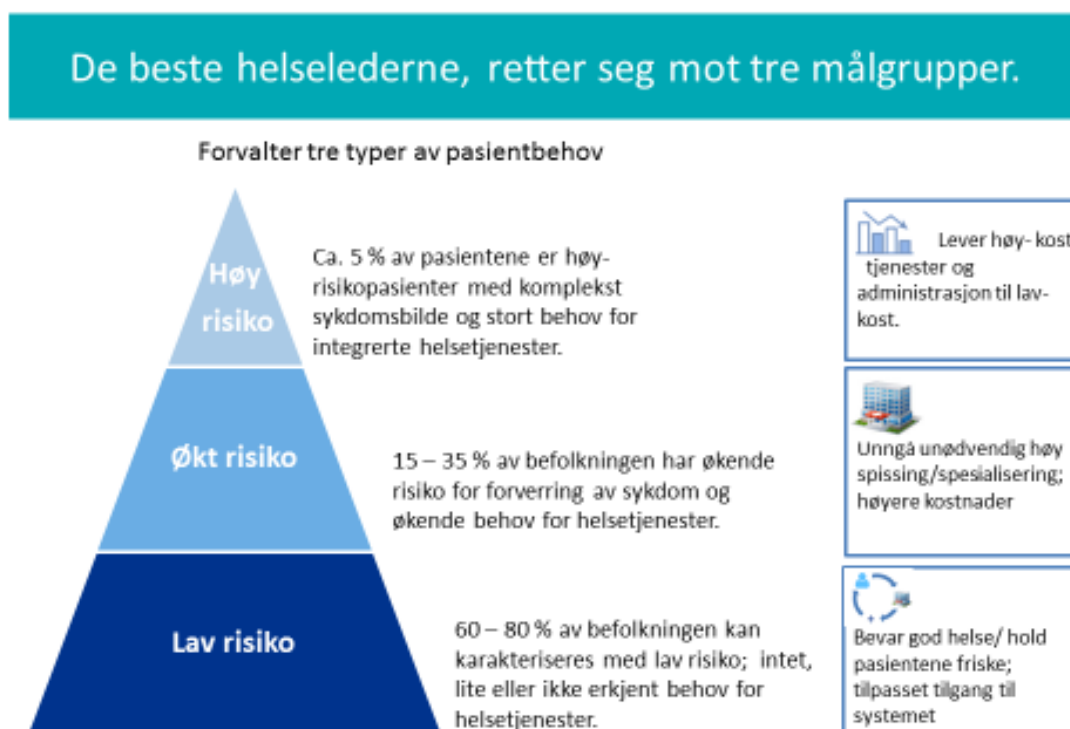 De beste helselederne, retter seg mot tre målgrupper.
Forvalter tre typer av pasientbehov
Høy
risiko
Ca. 5 % av pasientene er høy-
risikopasienter med komplekst
sykdomsbilde og stort behov for
integrerte helsetjenester.
Lever høy- kost
tjenester og
administrasjon til lav-
kost.
Økt risiko
15 – 35 % av befolkningen har økende
risiko for forverring av sykdom og
økende behov for helsetjenester.
Unngå unødvendig høy
spissing/spesialisering;
høyere kostnader
Lav risiko
60 – 80 % av befolkningen kan
karakteriseres med lav risiko; intet,
lite eller ikke erkjent behov for
helsetjenester.
Bevar god helse/ hold
pasientene friske;
tilpasset tilgang til
systemet